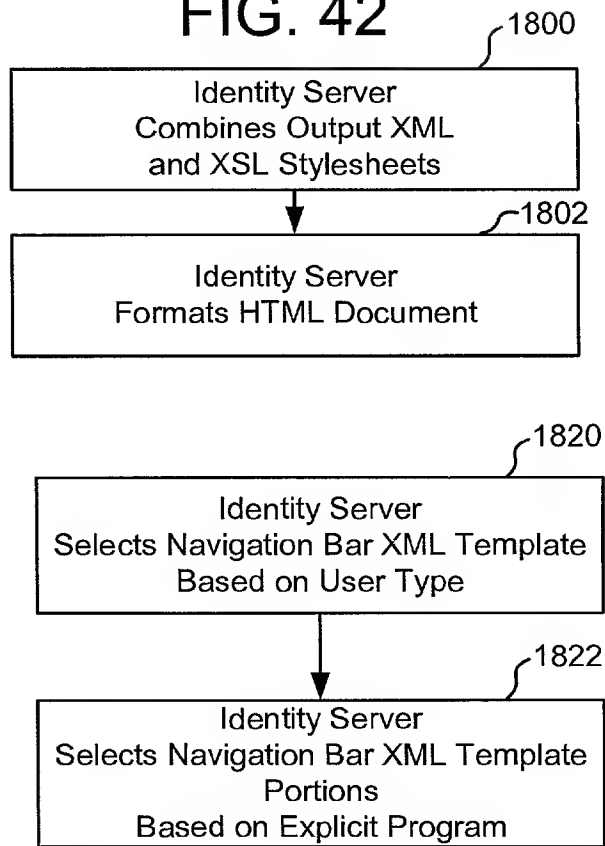 FIG. 42
1800
Identity Server
Combines Output XML
and XSL Stylesheets
1802
Identity Server
Formats HTML Document
1820
Identity Server
Selects Navigation Bar XML Template
Based on User Type
1822
Identity Server
Selects Navigation Bar XML Template
Portions
Based on Explicit Program